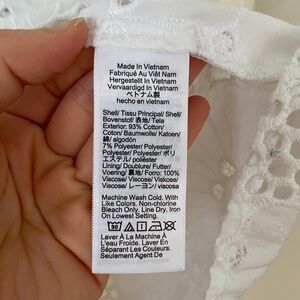 Made In Vietnam
Fabriqué Au Viêt Nam
Hergestellt In Vietnam
Vervaardigd In Vietnam
ベトナム製
hecho en vietnam
Shell/ Tissu Principal/ Shell/
Bovenstof/ 表地/ Tela
Exterior: 93% Cotton/
Coton/ Baumwolle/ Katoen/
綿/ algodón
7% Polyester/ Polyester/
Polyester/ Polyester/ ポリ
エステル/ poliéster
Lining/ Doublure/ Futter/
Voering/ 裏地/ Forro: 100%
Viscose/ Viscose/ Viskose/
Viscose/ レーヨン/ viscosa
Machine Wash Cold. With
Like Colors. Non-chlorine
Bleach Only. Line Dry. Iron
On Low If Needed.
Laver À La Machine À
L'eau Froide. Laver En
Séparant Les Couleurs.
Seulement Agent De